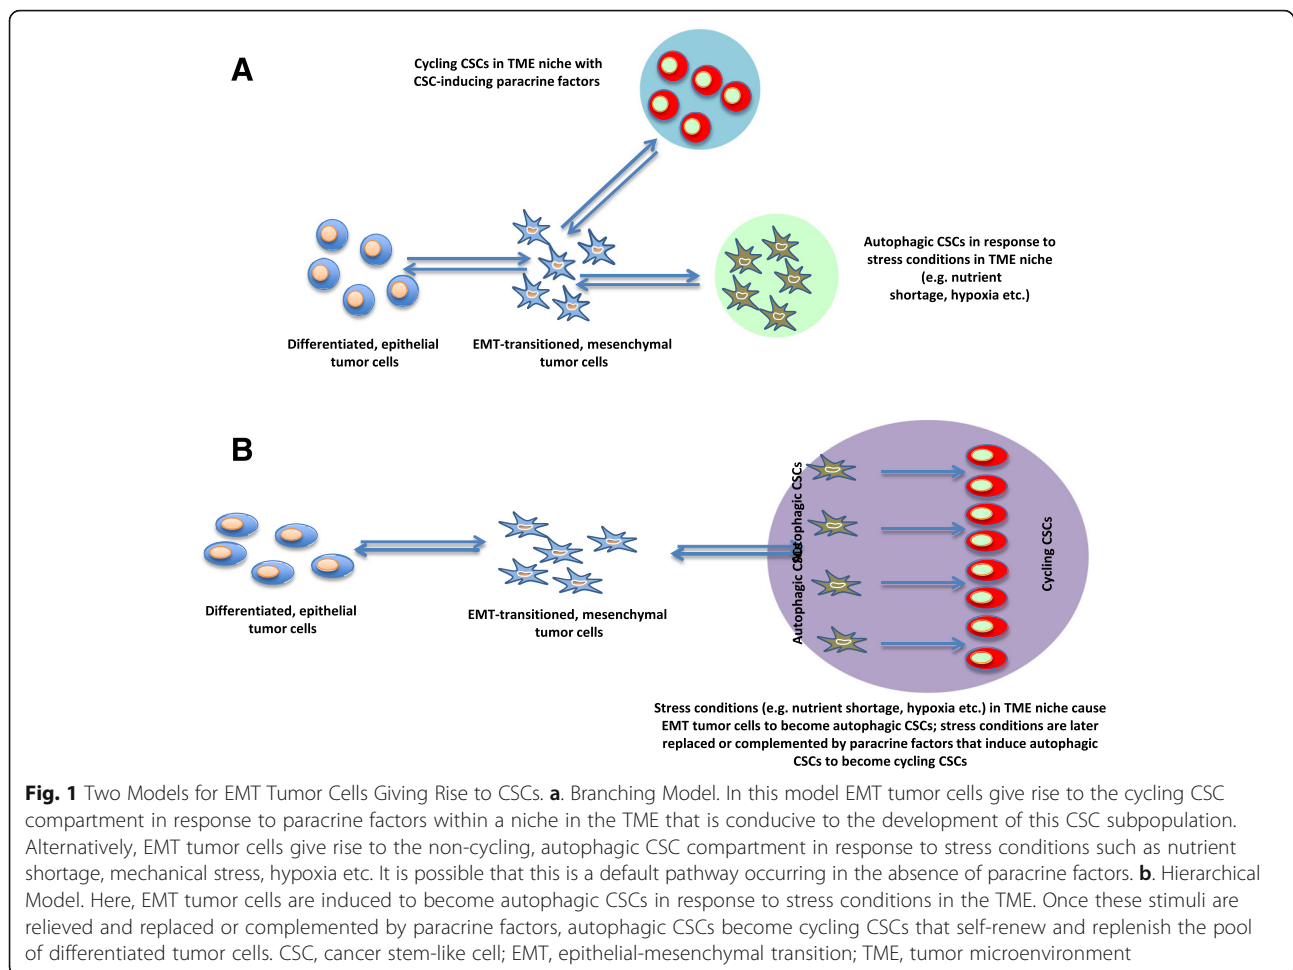 A
Cycling CSCs in TME niche with
CSC-inducing paracrine factors
Autophagic CSCs in response to
stress conditions in TME niche
(e.g. nutrient
shortage, hypoxia etc.)
Differentiated, epithelial
tumor cells
EMT-transitioned, mesenchymal
tumor cells
B
Autophagic CSCs
Autophagic CSCs
Cycling CSCs
Differentiated, epithelial
tumor cells
EMT-transitioned, mesenchymal
tumor cells
Stress conditions (e.g. nutrient shortage, hypoxia etc.) in TME niche cause
EMT tumor cells to become autophagic CSCs; stress conditions are later
replaced or complemented by paracrine factors that induce autophagic
CSCs to become cycling CSCs
Fig. 1 Two Models for EMT Tumor Cells Giving Rise to CSCs. a. Branching Model. In this model EMT tumor cells give rise to the cycling CSC
compartment in response to paracrine factors within a niche in the TME that is conducive to the development of this CSC subpopulation.
Alternatively, EMT tumor cells give rise to the non-cycling, autophagic CSC compartment in response to stress conditions such as nutrient
shortage, mechanical stress, hypoxia etc. It is possible that this is a default pathway occurring in the absence of paracrine factors. b. Hierarchical
Model. Here, EMT tumor cells are induced to become autophagic CSCs in response to stress conditions in the TME. Once these stimuli are
relieved and replaced or complemented by paracrine factors, autophagic CSCs become cycling CSCs that self-renew and replenish the pool
of differentiated tumor cells. CSC, cancer stem-like cell; EMT, epithelial-mesenchymal transition; TME, tumor microenvironment